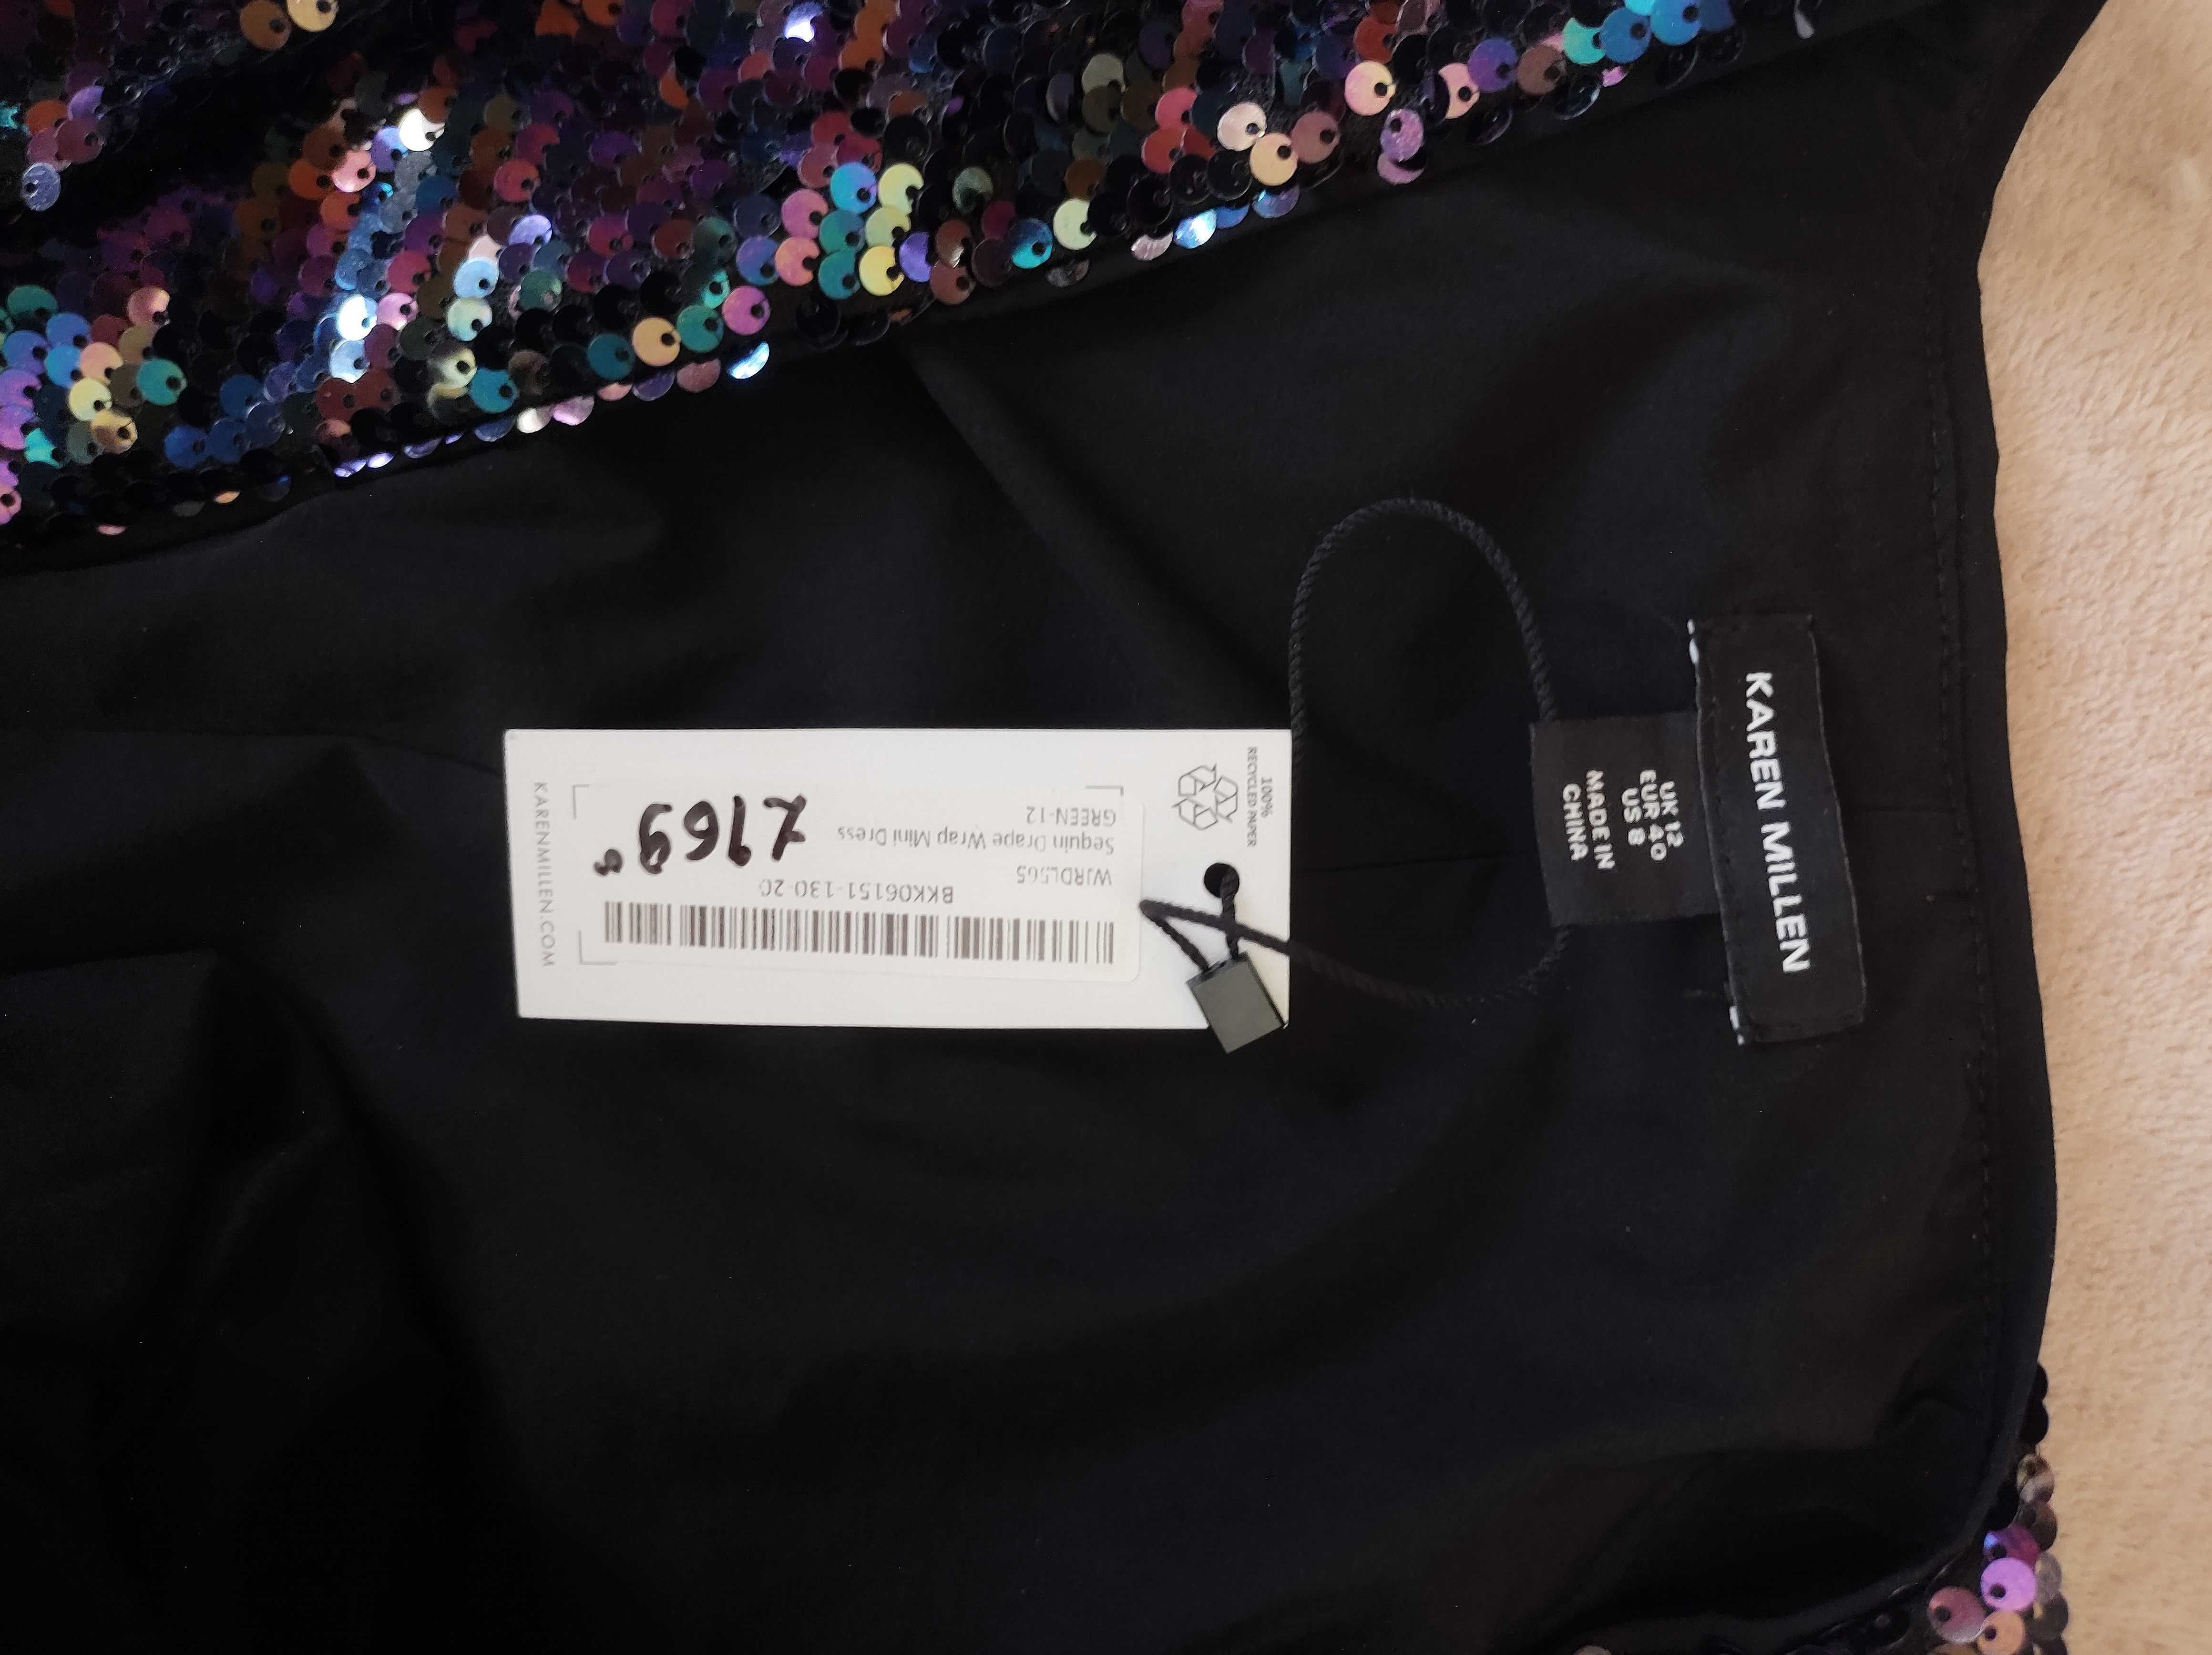 KAREN MILLEN
UK 12
EUR 40
US 8
MADE IN
CHINA
100%
RECYCLED PAPER
BKK06151-130-20
WJRDL565
Sequin Drape Wrap Mini Dress
GREEN-12
£169
KARENMILLEN.COM